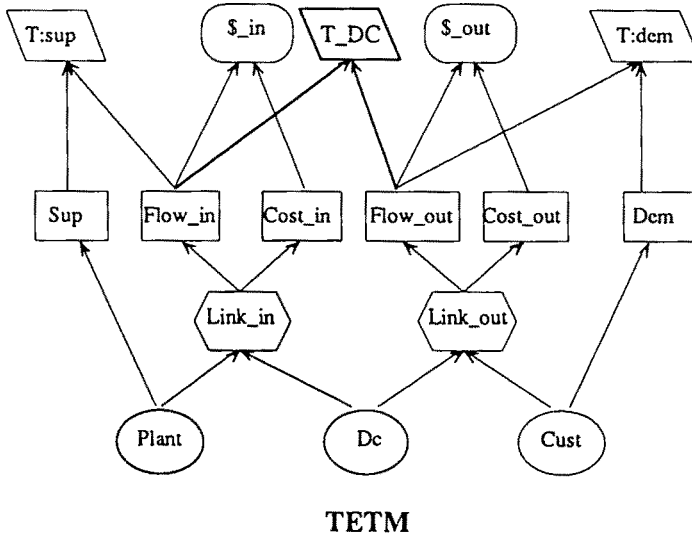 T:sup
$_in
T_DC
$_out
T:dem
Sup
Flow_in
Cost_in
Flow_out
Cost_out
Dem
Link_in
Link_out
Plant
Dc
Cust
TETM